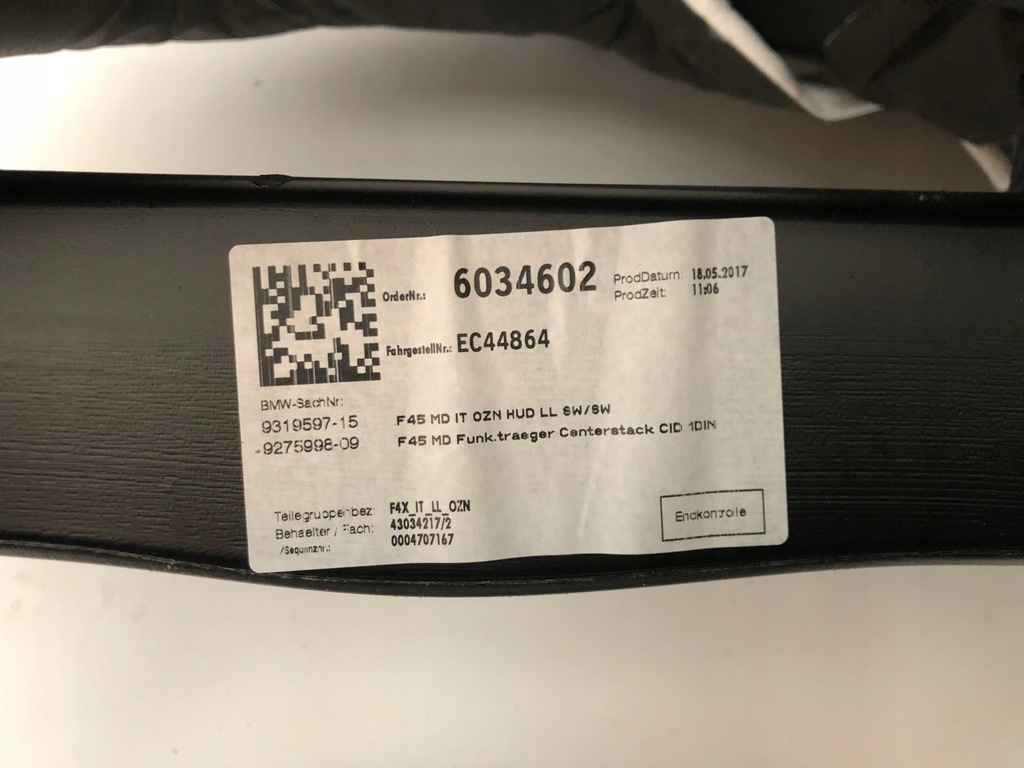 OrderNr.: 6034602 ProdDatum: 18.05.2017
ProdZeit: 11:06
FahrgestellNr.: EC44864
BMW-SachNr:
9319597-15 F45 MD IT OZN HUD LL SW/SW
9275998-09 F45 MD Funk.traeger Centerstack CID 1DIN
Teilegruppenbez: F4X_IT_LL_OZN
Behaelter / Fach: 43034217/2
/Sequenznr.: 0004707167
Endkontrolle